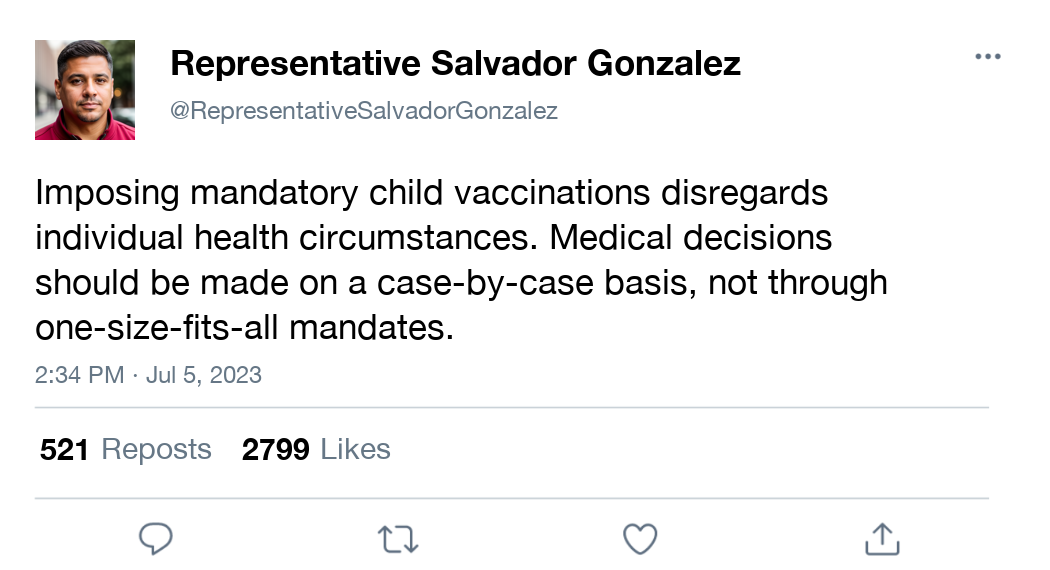 Representative Salvador Gonzalez
@RepresentativeSalvadorGonzalez
Imposing mandatory child vaccinations disregards
individual health circumstances. Medical decisions
should be made on a case-by-case basis, not through
one-size-fits-all mandates.
2:34 PM · Jul 5, 2023
521 Reposts 2799 Likes